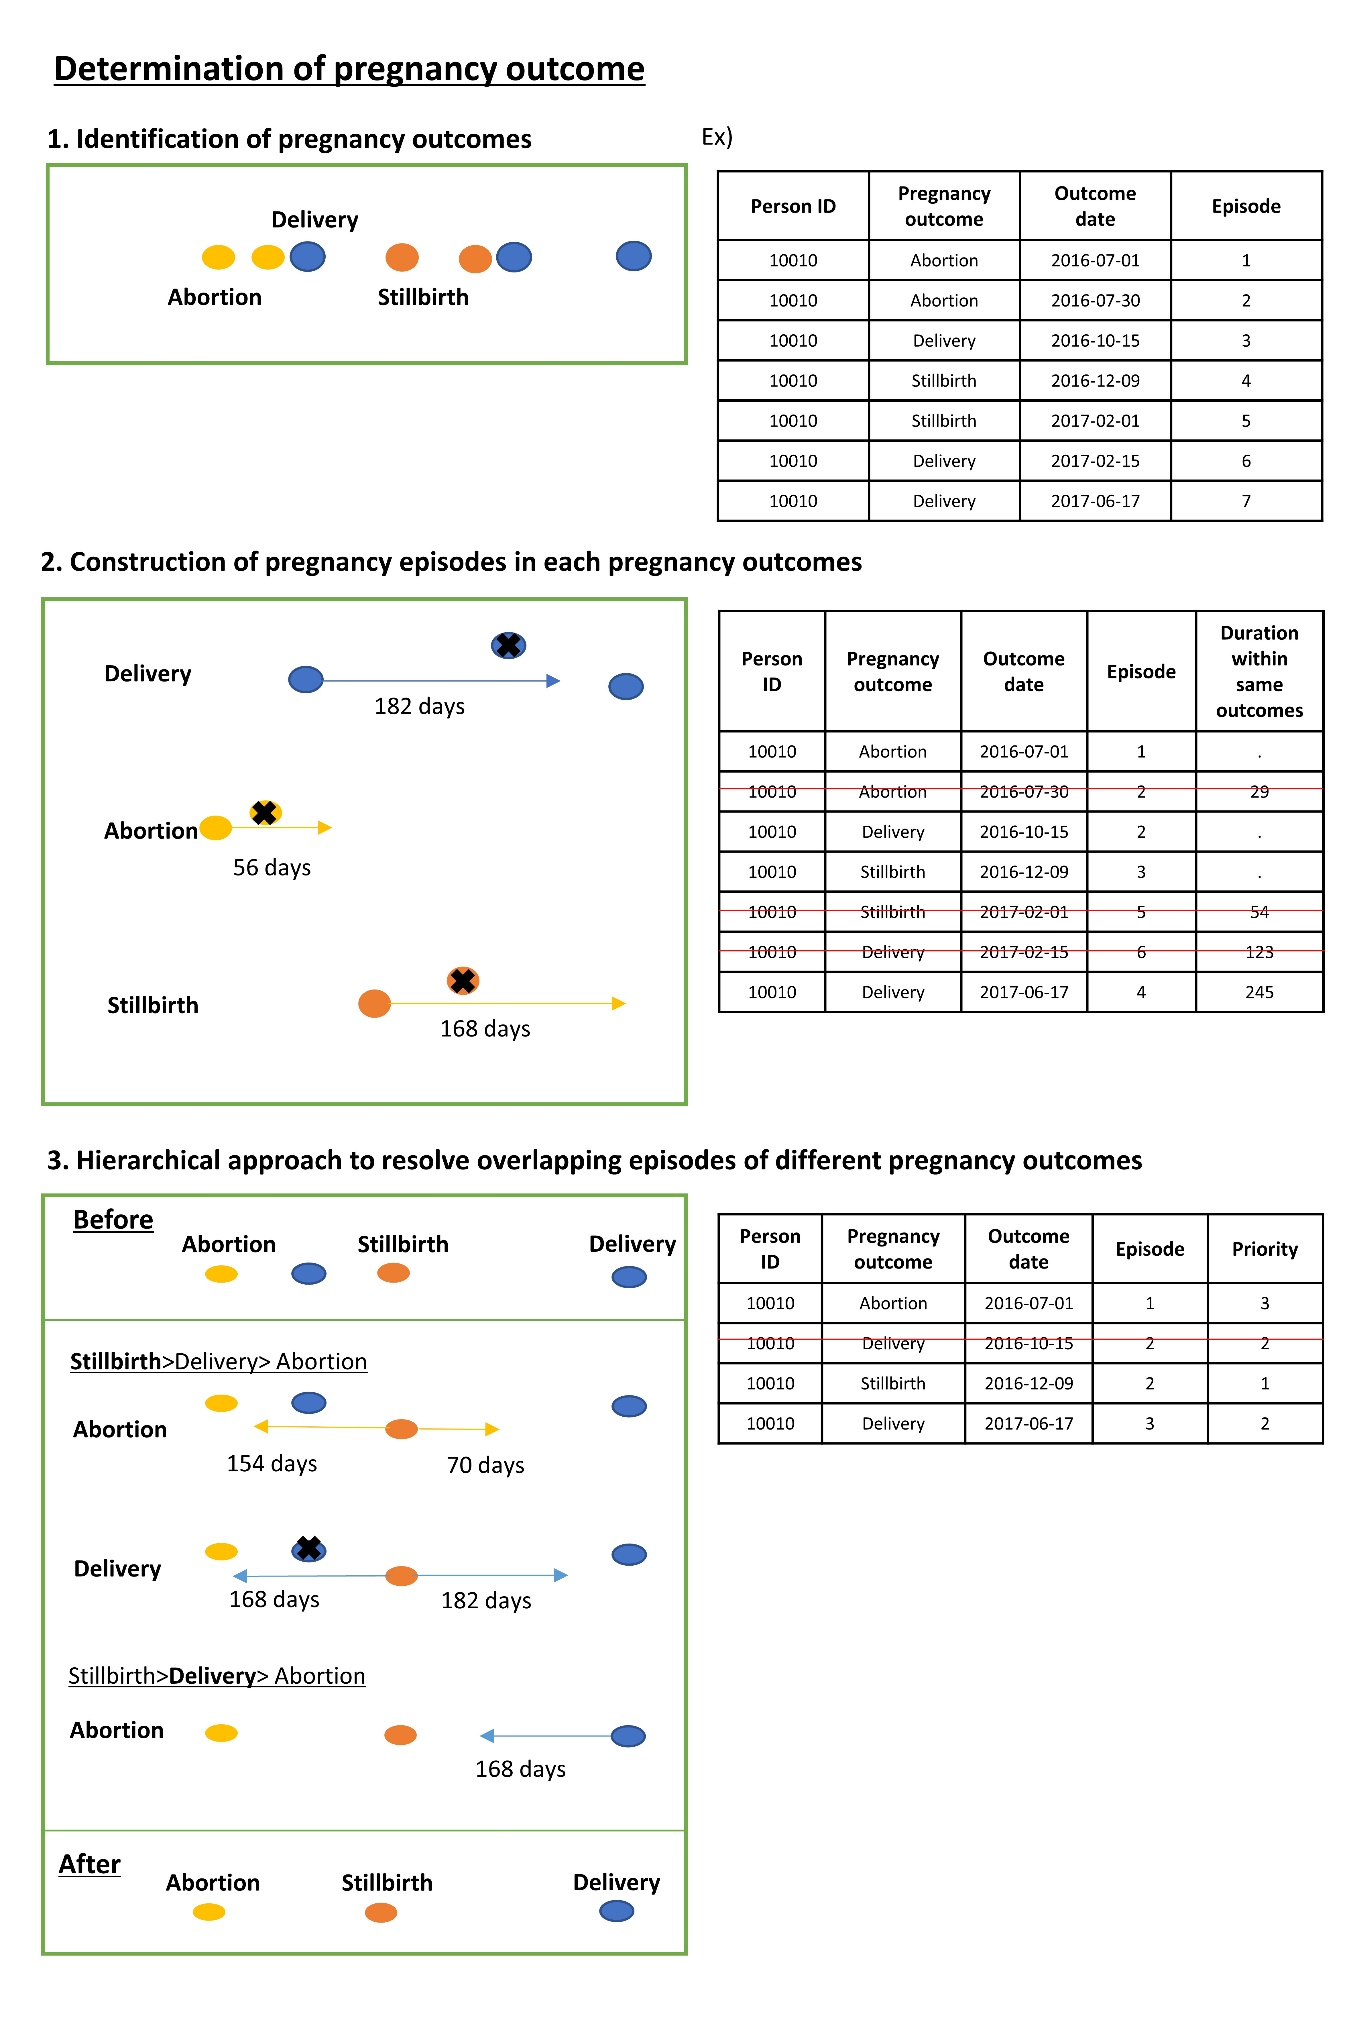 Determination of pregnancy outcome
1. Identification of pregnancy outcomes
Delivery
Abortion
Stillbirth
Ex)
Person ID Pregnancy outcome Outcome date Episode
10010 Abortion 2016-07-01 1
10010 Abortion 2016-07-30 2
10010 Delivery 2016-10-15 3
10010 Stillbirth 2016-12-09 4
10010 Stillbirth 2017-02-01 5
10010 Delivery 2017-02-15 6
10010 Delivery 2017-06-17 7
2. Construction of pregnancy episodes in each pregnancy outcomes
Delivery
182 days
Abortion
56 days
Stillbirth
168 days
Person ID Pregnancy outcome Outcome date Episode Duration within same outcomes
10010 Abortion 2016-07-01 1 .
10010 Abortion 2016-07-30 2 29
10010 Delivery 2016-10-15 2 .
10010 Stillbirth 2016-12-09 3 .
10010 Stillbirth 2017-02-01 5 54
10010 Delivery 2017-02-15 6 123
10010 Delivery 2017-06-17 4 245
3. Hierarchical approach to resolve overlapping episodes of different pregnancy outcomes
Before
Abortion Stillbirth Delivery
Stillbirth>Delivery> Abortion
Abortion
154 days 70 days
Delivery
168 days 182 days
Stillbirth>Delivery> Abortion
Abortion
168 days
After
Abortion Stillbirth Delivery
Person ID Pregnancy outcome Outcome date Episode Priority
10010 Abortion 2016-07-01 1 3
10010 Delivery 2016-10-15 2 2
10010 Stillbirth 2016-12-09 2 1
10010 Delivery 2017-06-17 3 2